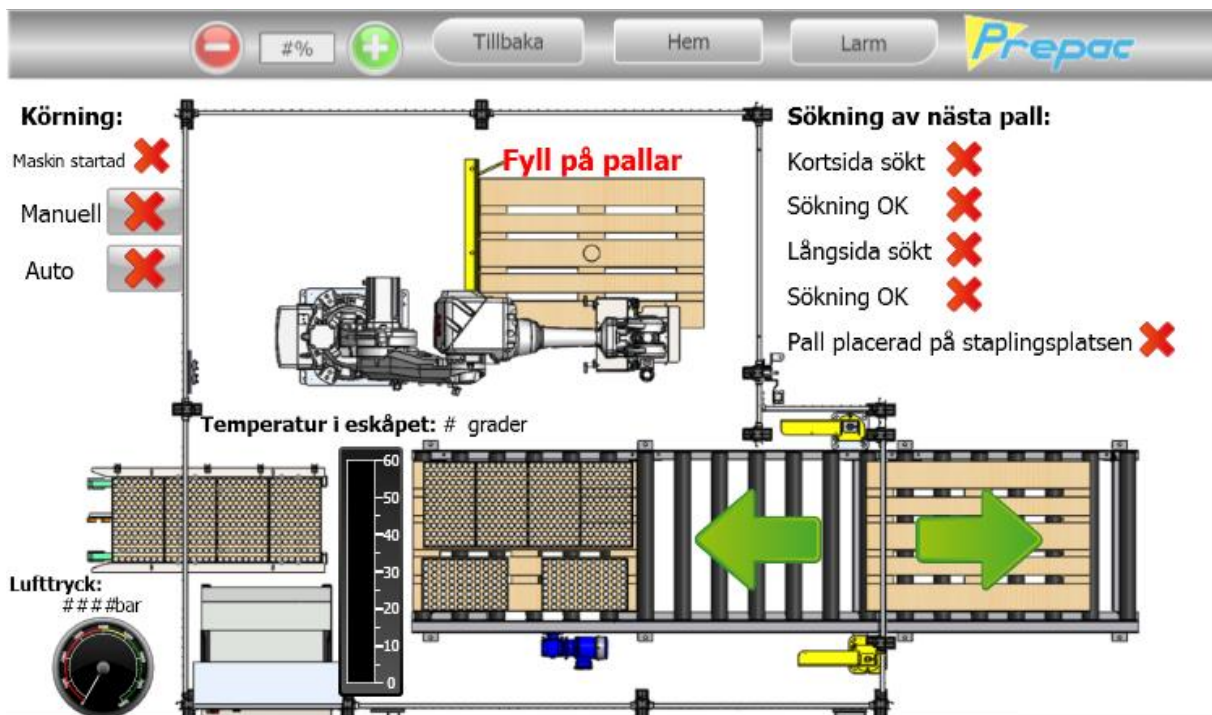 #%
Tillbaka
Hem
Larm
Prepac
Körning:
Maskin startad
Manuell
Auto
Fyll på pallar
Sökning av nästa pall:
Kortsida sökt
Sökning OK
Långsida sökt
Sökning OK
Pall placerad på staplingsplatsen
Temperatur i eskåpet: # grader
60
50
40
30
20
10
0
Lufttryck:
####bar